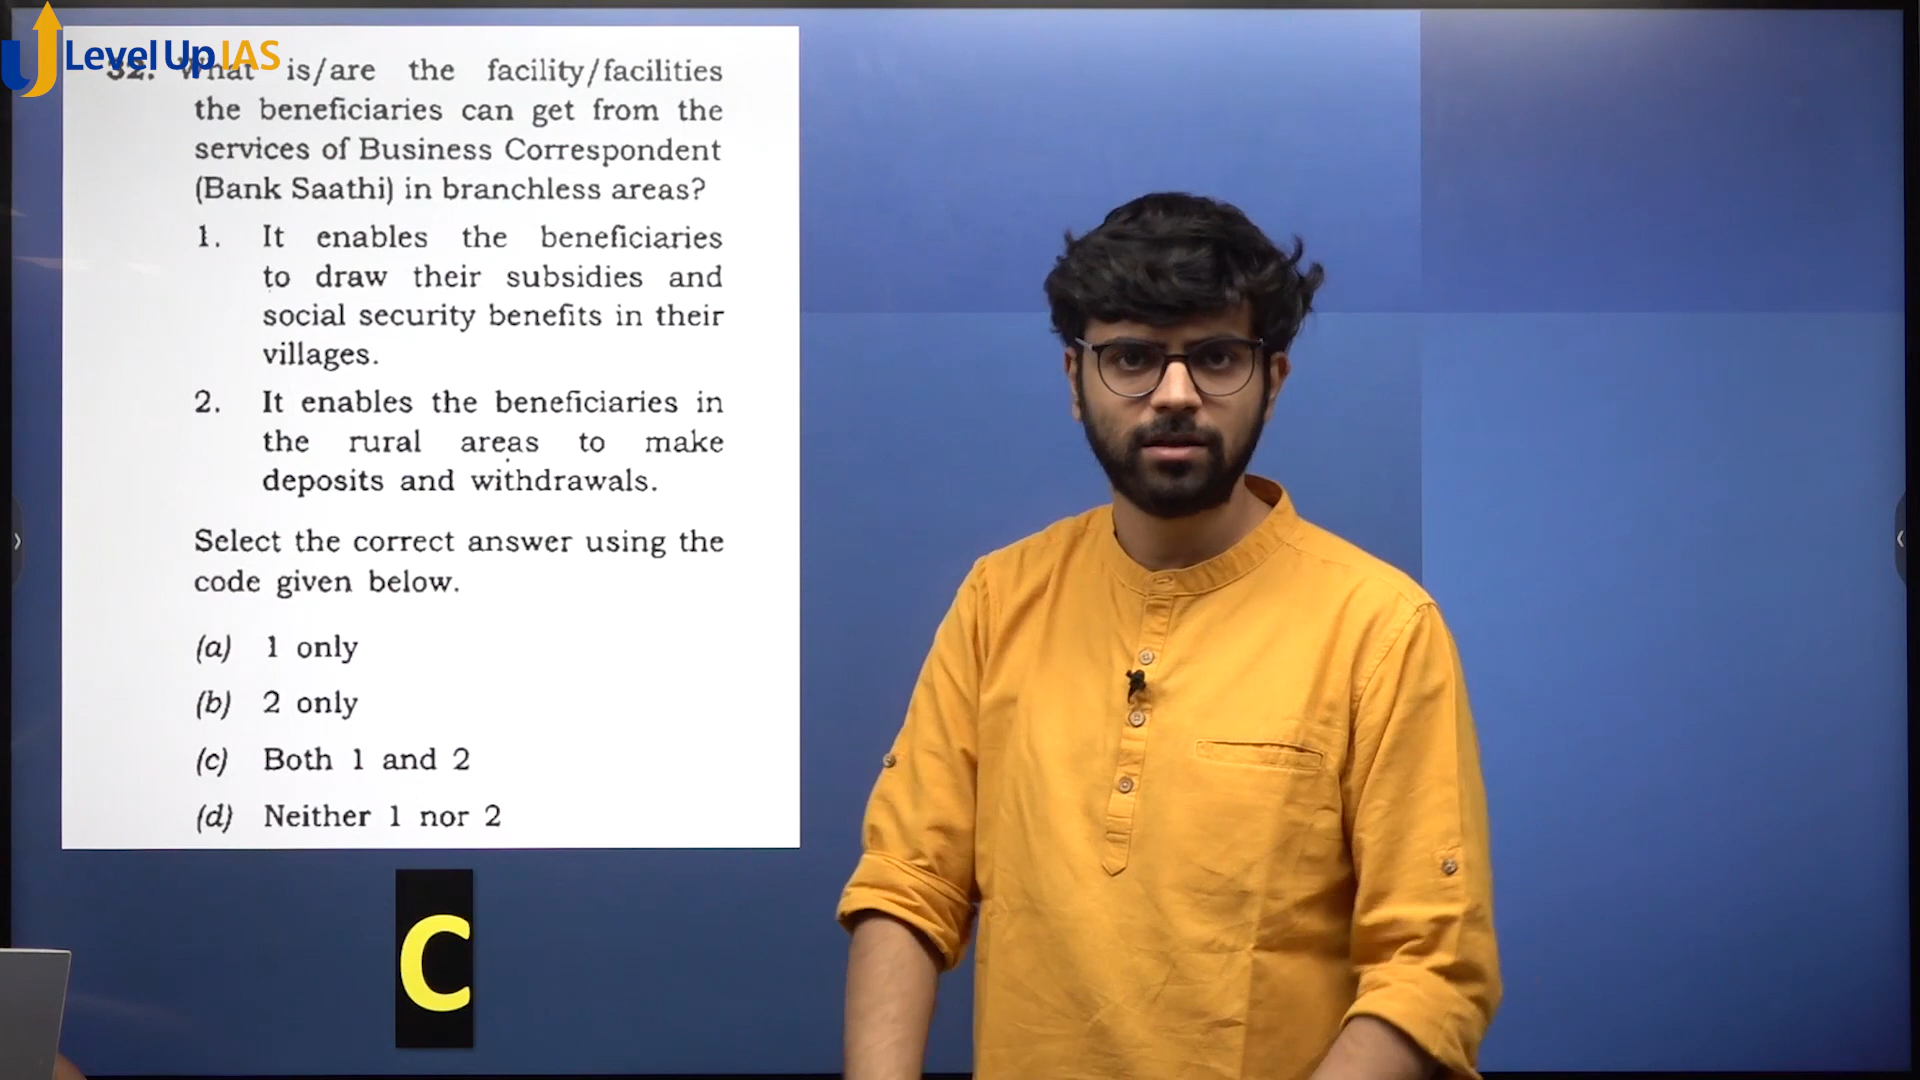 Level Up IAS
32. What is/are the facility/facilities
the beneficiaries can get from the
services of Business Correspondent
(Bank Saathi) in branchless areas?
1. It enables the beneficiaries
to draw their subsidies and
social security benefits in their
villages.
2. It enables the beneficiaries in
the rural areas to make
deposits and withdrawals.
Select the correct answer using the
code given below.
(a) 1 only
(b) 2 only
(c) Both 1 and 2
(d) Neither 1 nor 2
C